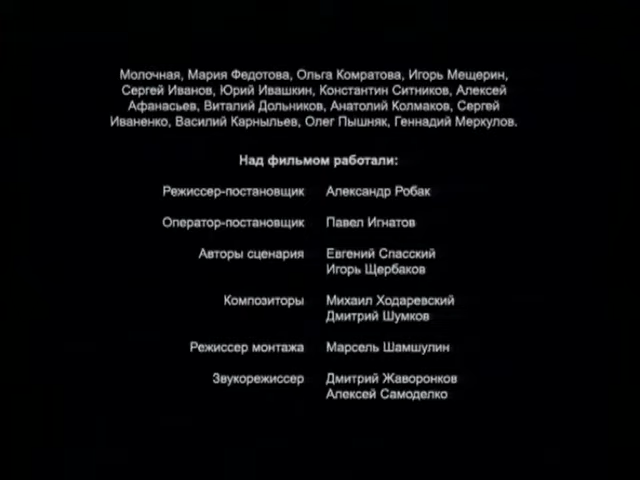 Молочная, Мария Федотова, Ольга Комратова, Игорь Мещерин,
Сергей Иванов, Юрий Ивашкин, Константин Ситников, Алексей
Афанасьев, Виталий Дольников, Анатолий Колмаков, Сергей
Иваненко, Василий Карныльев, Олег Пышняк, Геннадий Меркулов.
Над фильмом работали:
Режиссер-постановщик Александр Робак
Оператор-постановщик Павел Игнатов
Авторы сценария Евгений Спасский
Игорь Щербаков
Композиторы Михаил Ходаревский
Дмитрий Шумков
Режиссер монтажа Марсель Шамшулин
Звукорежиссер Дмитрий Жаворонков
Алексей Самоделко